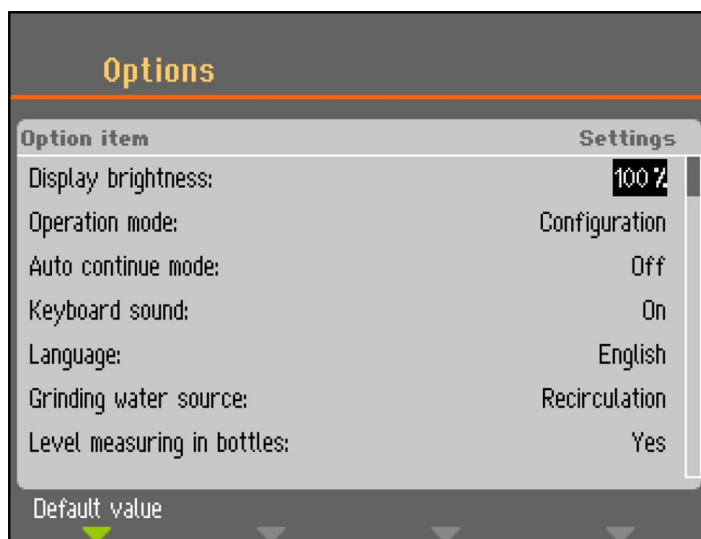 Options
Option item Settings
Display brightness: 100 %
Operation mode: Configuration
Auto continue mode: Off
Keyboard sound: On
Language: English
Grinding water source: Recirculation
Level measuring in bottles: Yes
Default value